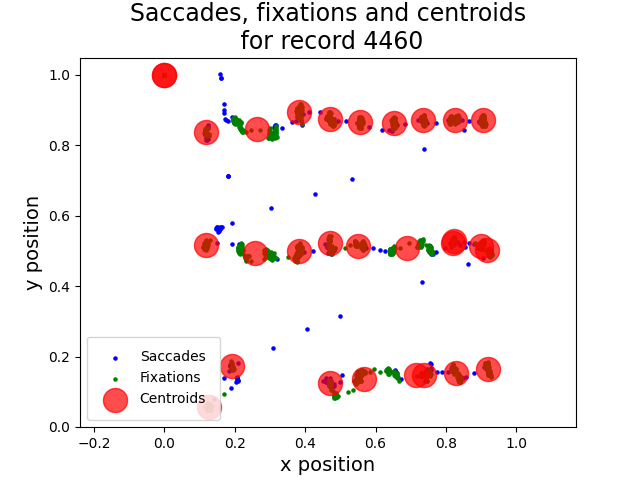 Saccades, fixations and centroids
for record 4460
1.0
0.8
0.6
0.4
0.2
0.0
y position
Saccades
Fixations
Centroids
−0.2
0.0
0.2
0.4
0.6
0.8
1.0
x position